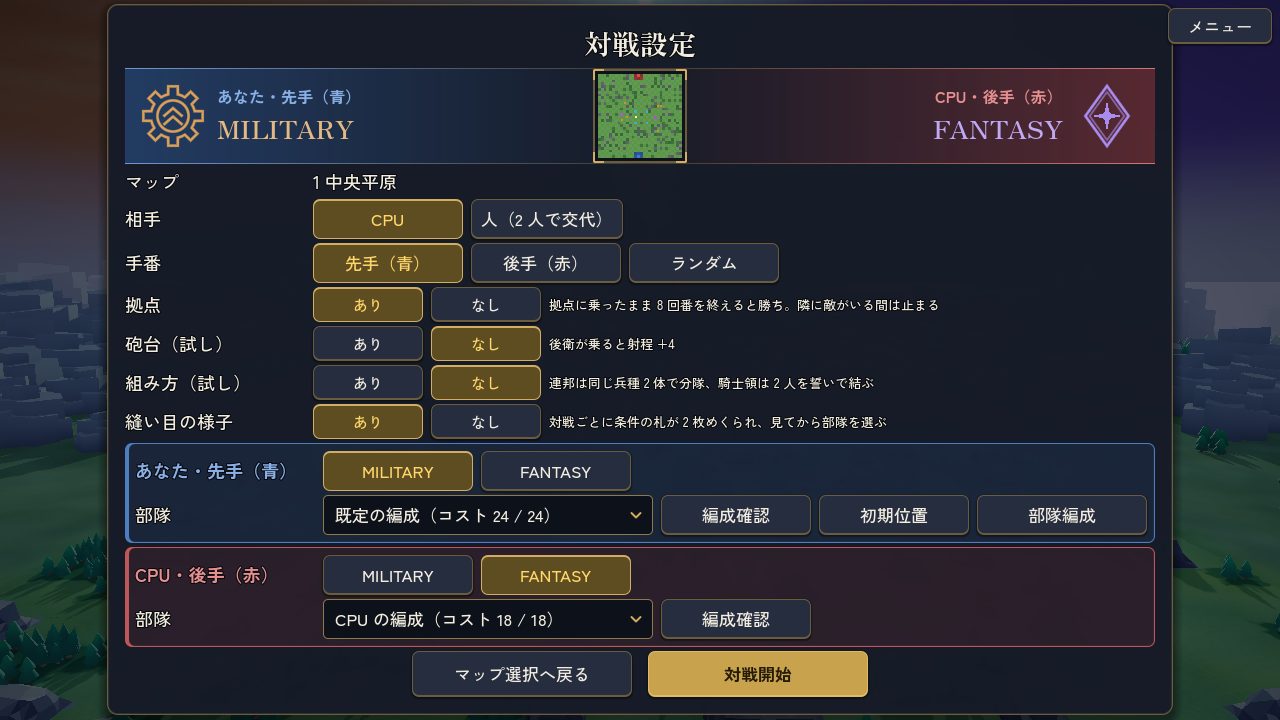 対戦設定
メニュー
あなた・先手（青）
MILITARY
CPU・後手（赤）
FANTASY
マップ 1 中央平原
相手 CPU 人（2 人で交代）
手番 先手（青） 後手（赤） ランダム
拠点 あり なし 拠点に乗ったまま 8 回番を終えると勝ち。隣に敵がいる間は止まる
砲台（試し） あり なし 後衛が乗ると射程 +4
組み方（試し） あり なし 連邦は同じ兵種 2 体で分隊、騎士領は 2 人を誓いで結ぶ
縫い目の様子 あり なし 対戦ごとに条件の札が 2 枚めくられ、見てから部隊を選ぶ
あなた・先手（青） MILITARY FANTASY
部隊 既定の編成（コスト 24 / 24） 編成確認 初期位置 部隊編成
CPU・後手（赤） MILITARY FANTASY
部隊 CPU の編成（コスト 18 / 18） 編成確認
マップ選択へ戻る 対戦開始